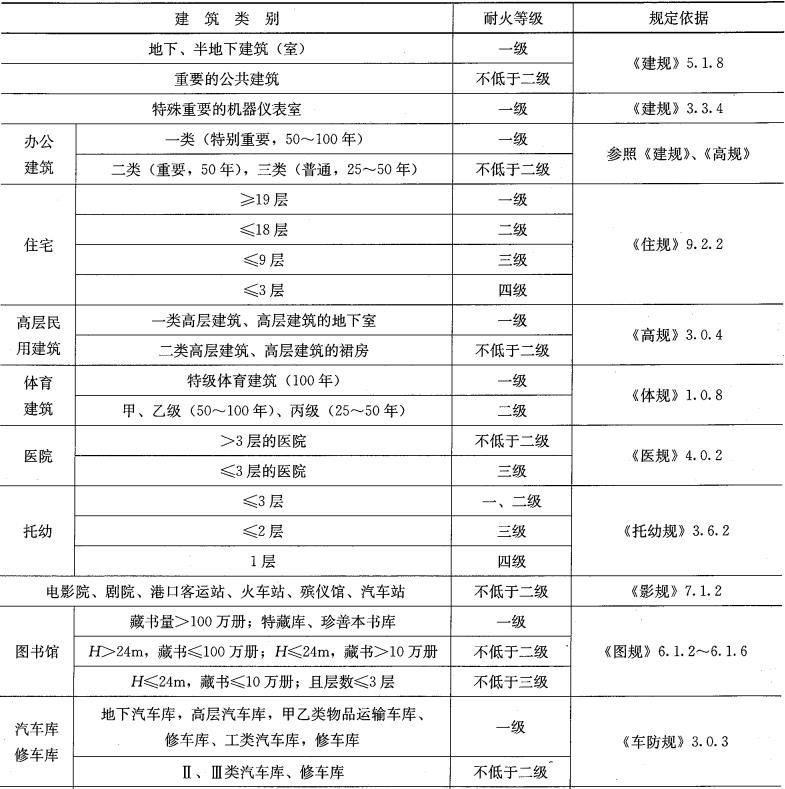 建筑类别 耐火等级 规定依据
地下、半地下建筑（室） 一级 《建规》5.1.8
重要的公共建筑 不低于二级
特殊重要的机器仪表室 一级 《建规》3.3.4
办公建筑 一类（特别重要，50～100年） 一级 参照《建规》、《高规》
二类（重要，50年），三类（普通，25～50年） 不低于二级
住宅 ≥19层 一级 《住规》9.2.2
≤18层 二级
≤9层 三级
≤3层 四级
高层民用建筑 一类高层建筑、高层建筑的地下室 一级 《高规》3.0.4
二类高层建筑、高层建筑的裙房 不低于二级
体育建筑 特级体育建筑（100年） 一级 《体规》1.0.8
甲、乙级（50～100年）、丙级（25～50年） 二级
医院 >3层的医院 不低于二级 《医规》4.0.2
≤3层的医院 三级
托幼 ≤3层 一、二级 《托幼规》3.6.2
≤2层 三级
1层 四级
电影院、剧院、港口客运站、火车站、殡仪馆、汽车站 不低于二级 《影规》7.1.2
图书馆 藏书量>100万册；特藏库、珍善本书库 一级 《图规》6.1.2～6.1.6
H>24m，藏书≤100万册；H≤24m，藏书>10万册 不低于二级
H≤24m，藏书≤10万册；且层数≤3层 不低于三级
汽车库修车库 地下汽车库，高层汽车库，甲乙类物品运输车库、 一级 《车防规》3.0.3
修车库、工类汽车库，修车库
Ⅱ、Ⅲ类汽车库、修车库 不低于二级